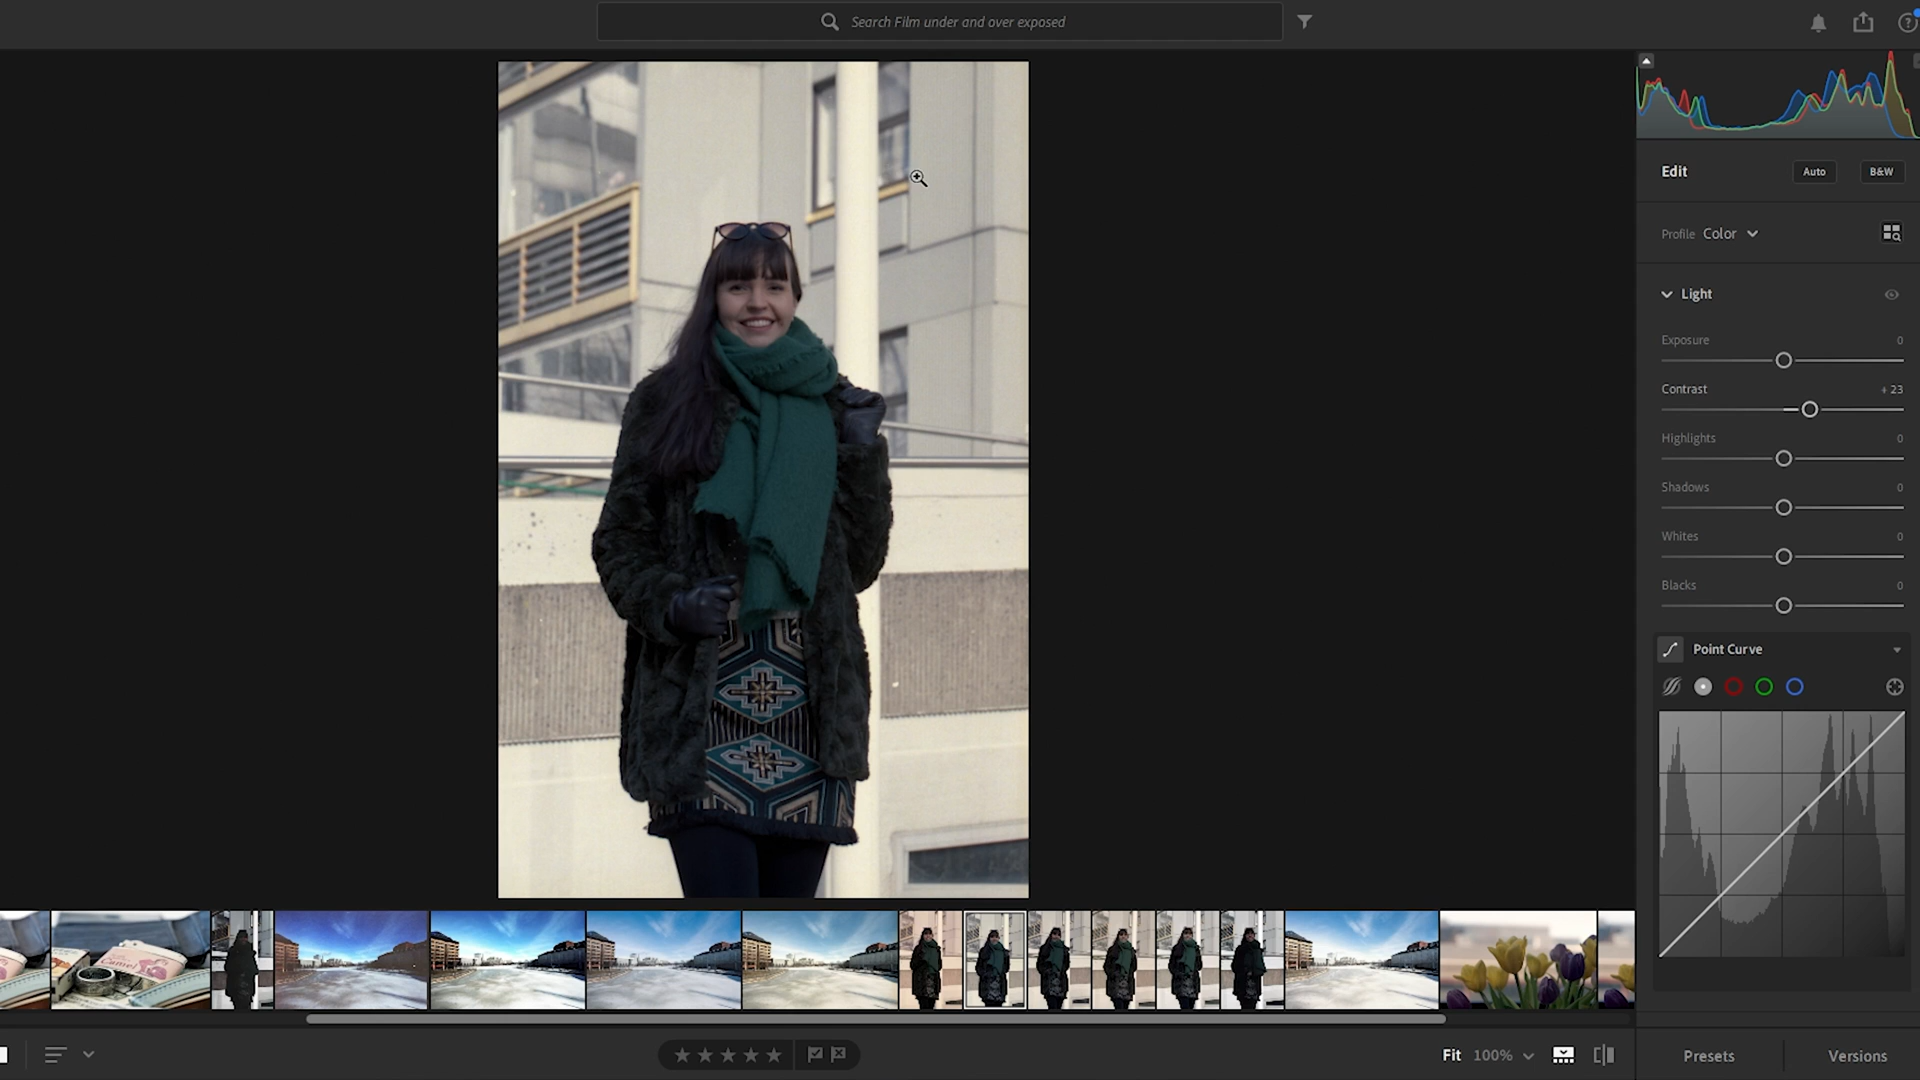 Search Film under and over exposed
Edit
Auto
B&W
Profile Color
Light
Exposure 0
Contrast + 23
Highlights 0
Shadows 0
Whites 0
Blacks 0
Point Curve
Camel
Fit 100%
Presets
Versions